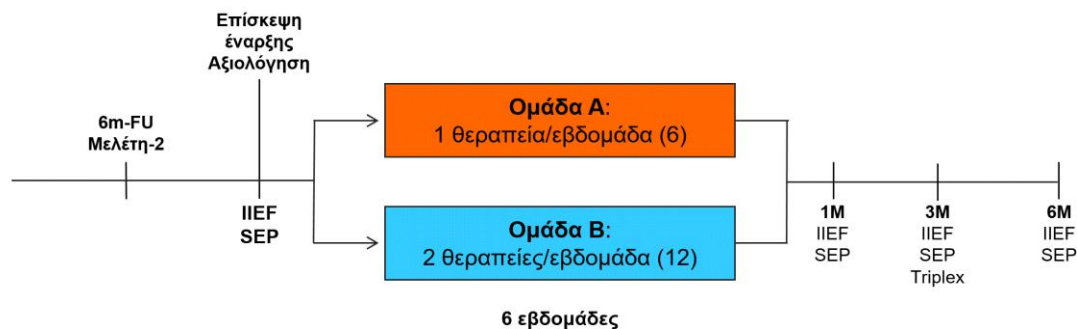 Επίσκεψη
έναρξης
Αξιολόγηση
6m-FU
Μελέτη-2
IIEF
SEP
Ομάδα Α:
1 θεραπεία/εβδομάδα (6)
Ομάδα Β:
2 θεραπείες/εβδομάδα (12)
6 εβδομάδες
1M
IIEF
SEP
3M
IIEF
SEP
Triplex
6M
IIEF
SEP